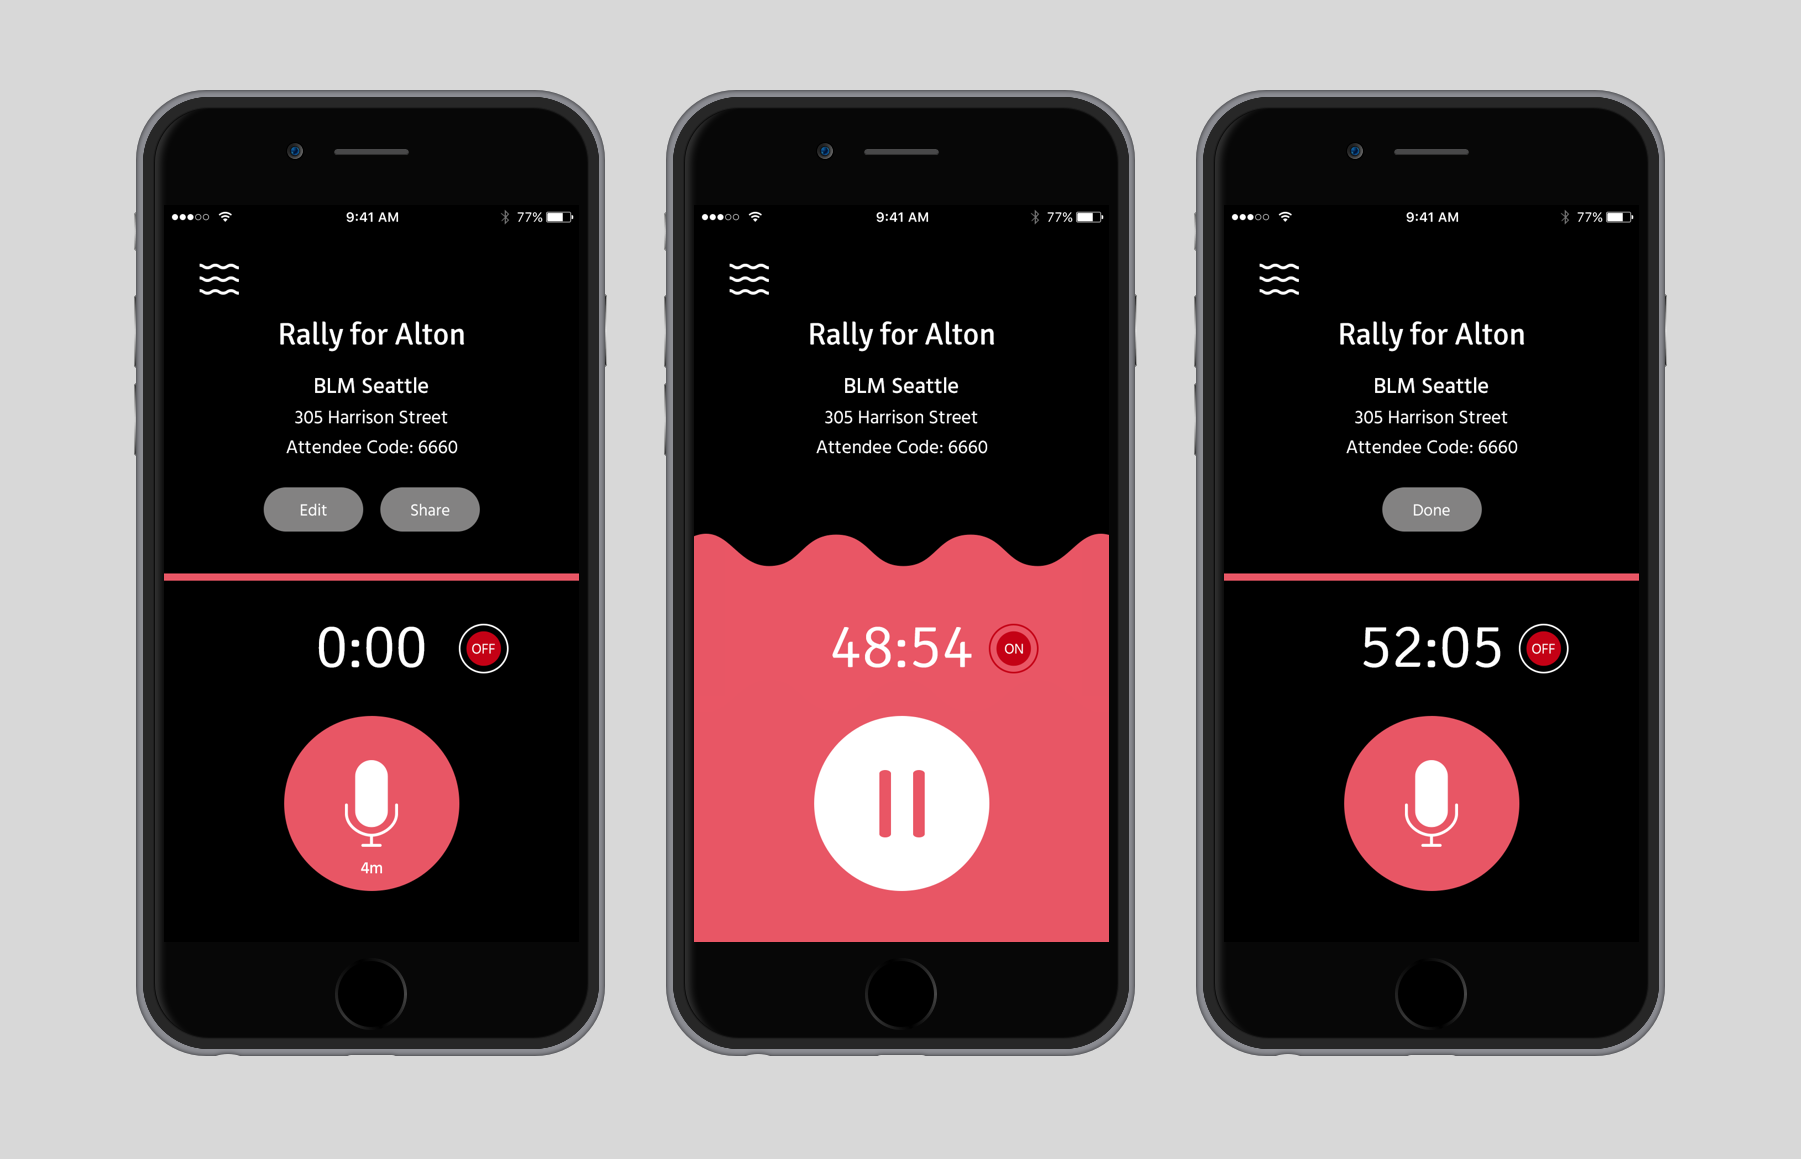 9:41 AM 77%
Rally for Alton
BLM Seattle
305 Harrison Street
Attendee Code: 6660
Edit Share
0:00 OFF
4m
9:41 AM 77%
Rally for Alton
BLM Seattle
305 Harrison Street
Attendee Code: 6660
48:54 ON
9:41 AM 77%
Rally for Alton
BLM Seattle
305 Harrison Street
Attendee Code: 6660
Done
52:05 OFF